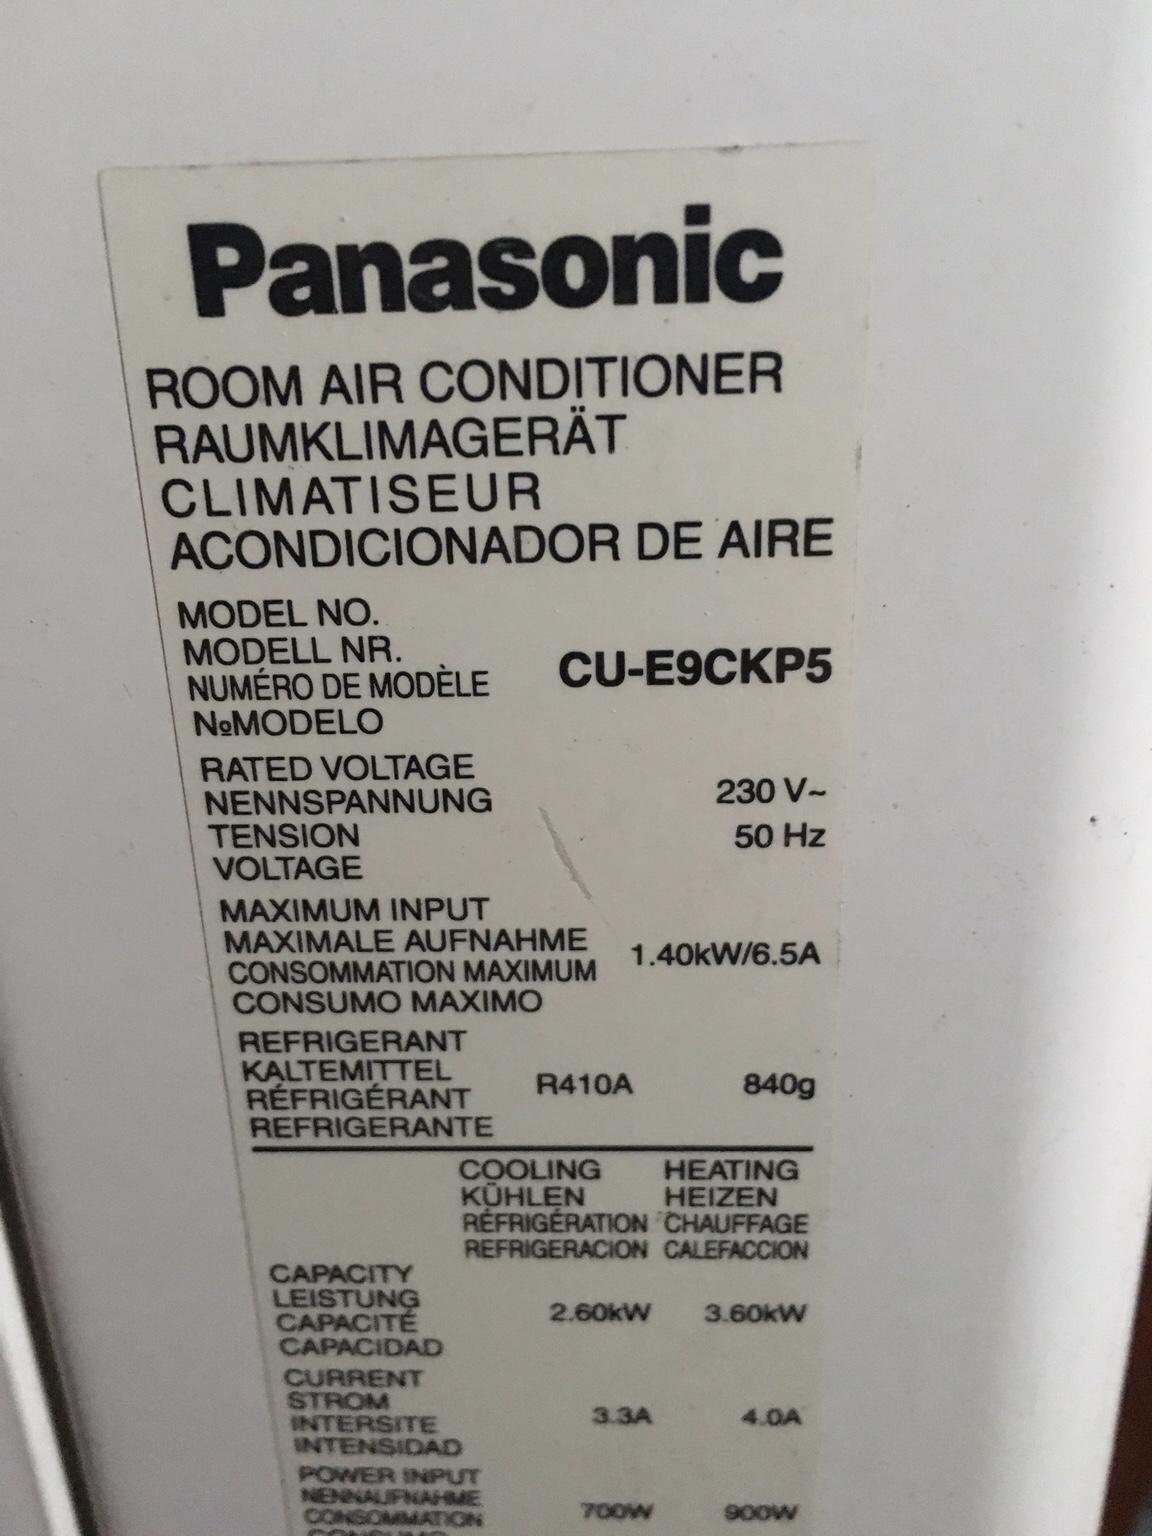 Panasonic
ROOM AIR CONDITIONER
RAUMKLIMAGERÄT
CLIMATISEUR
ACONDICIONADOR DE AIRE
MODEL NO.
MODELL NR.
NUMÉRO DE MODÈLE
NoMODELO
CU-E9CKP5
RATED VOLTAGE
NENNSPANNUNG
TENSION
VOLTAGE
230 V~
50 Hz
MAXIMUM INPUT
MAXIMALE AUFNAHME
CONSOMMATION MAXIMUM
CONSUMO MAXIMO
1.40kW/6.5A
REFRIGERANT
KALTEMITTEL
RÉFRIGÉRANT
REFRIGERANTE
R410A 840g
COOLING HEATING
KÜHLEN HEIZEN
RÉFRIGÉRATION CHAUFFAGE
REFRIGERACION CALEFACCION
CAPACITY
LEISTUNG
CAPACITÉ
CAPACIDAD
2.60kW 3.60kW
CURRENT
STROM
INTERSITE
INTENSIDAD
3.3A 4.0A
POWER INPUT
NENNAUFNAHME
CONSOMMATION
700W 900W